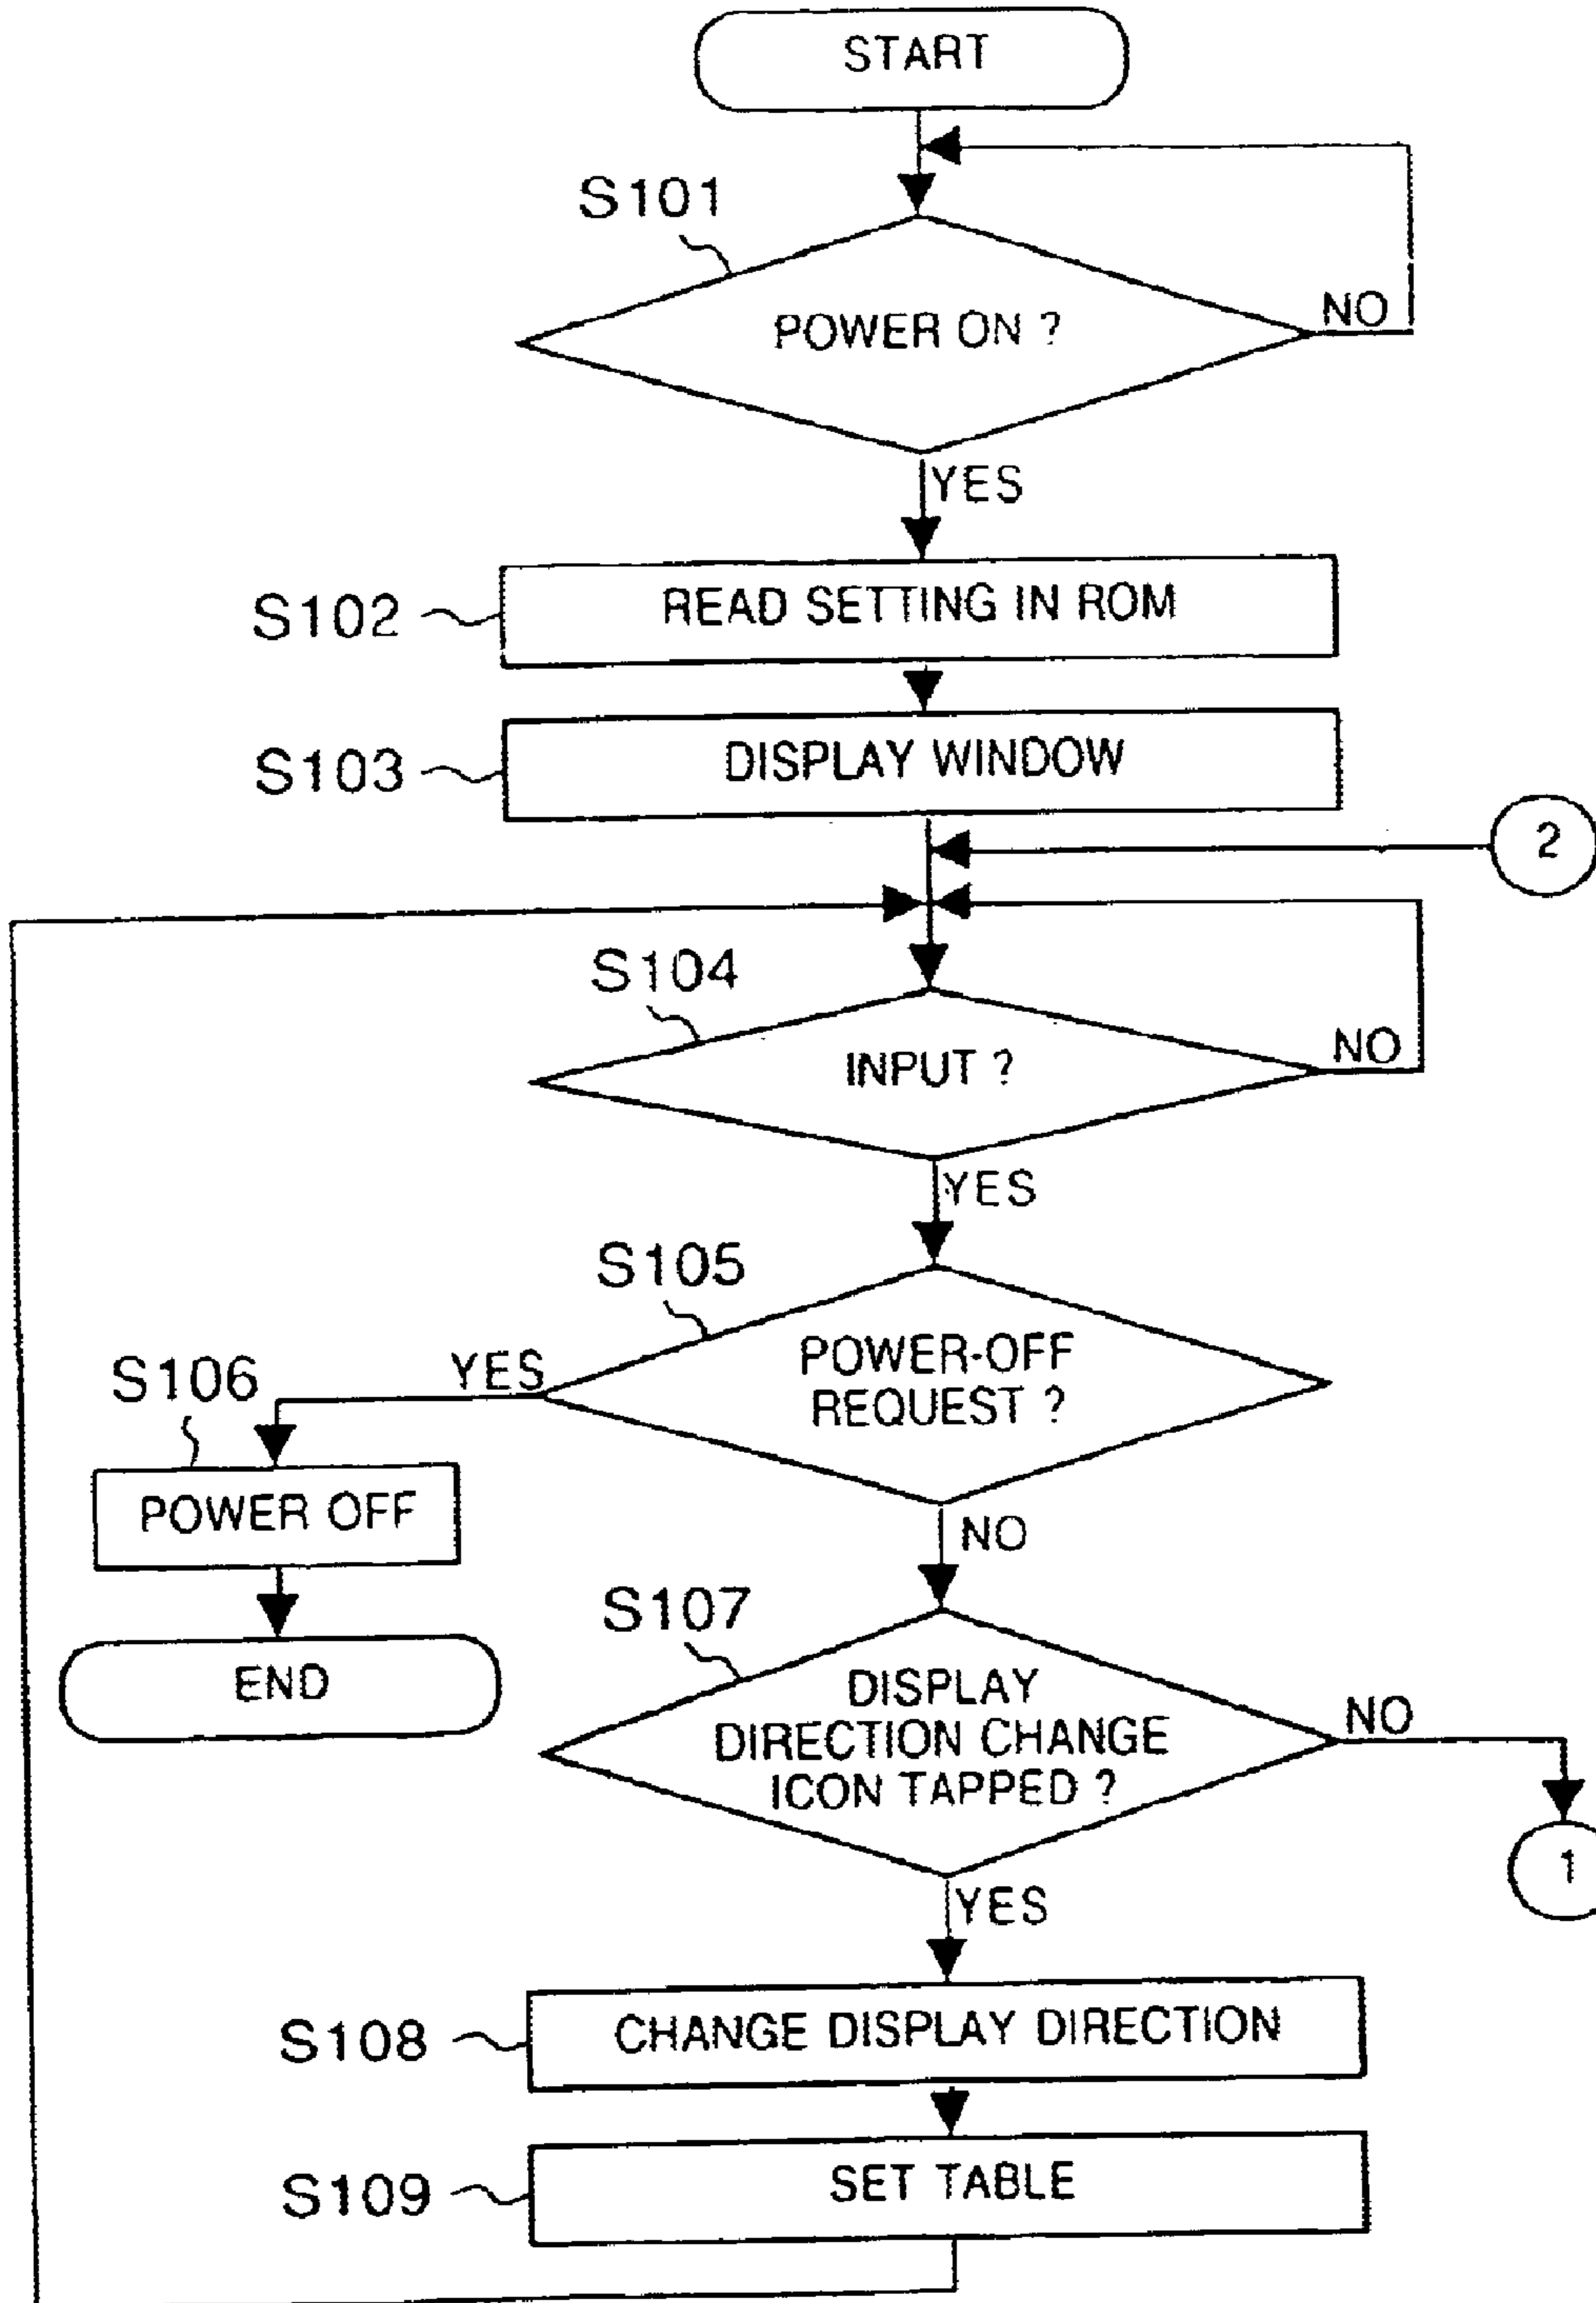 START
S101
POWER ON ?
NO
YES
S102
READ SETTING IN ROM
S103
DISPLAY WINDOW
2
S104
INPUT ?
NO
YES
S105
POWER-OFF
REQUEST ?
YES
S106
POWER OFF
NO
END
S107
DISPLAY
DIRECTION CHANGE
ICON TAPPED ?
NO
1
YES
S108
CHANGE DISPLAY DIRECTION
S109
SET TABLE